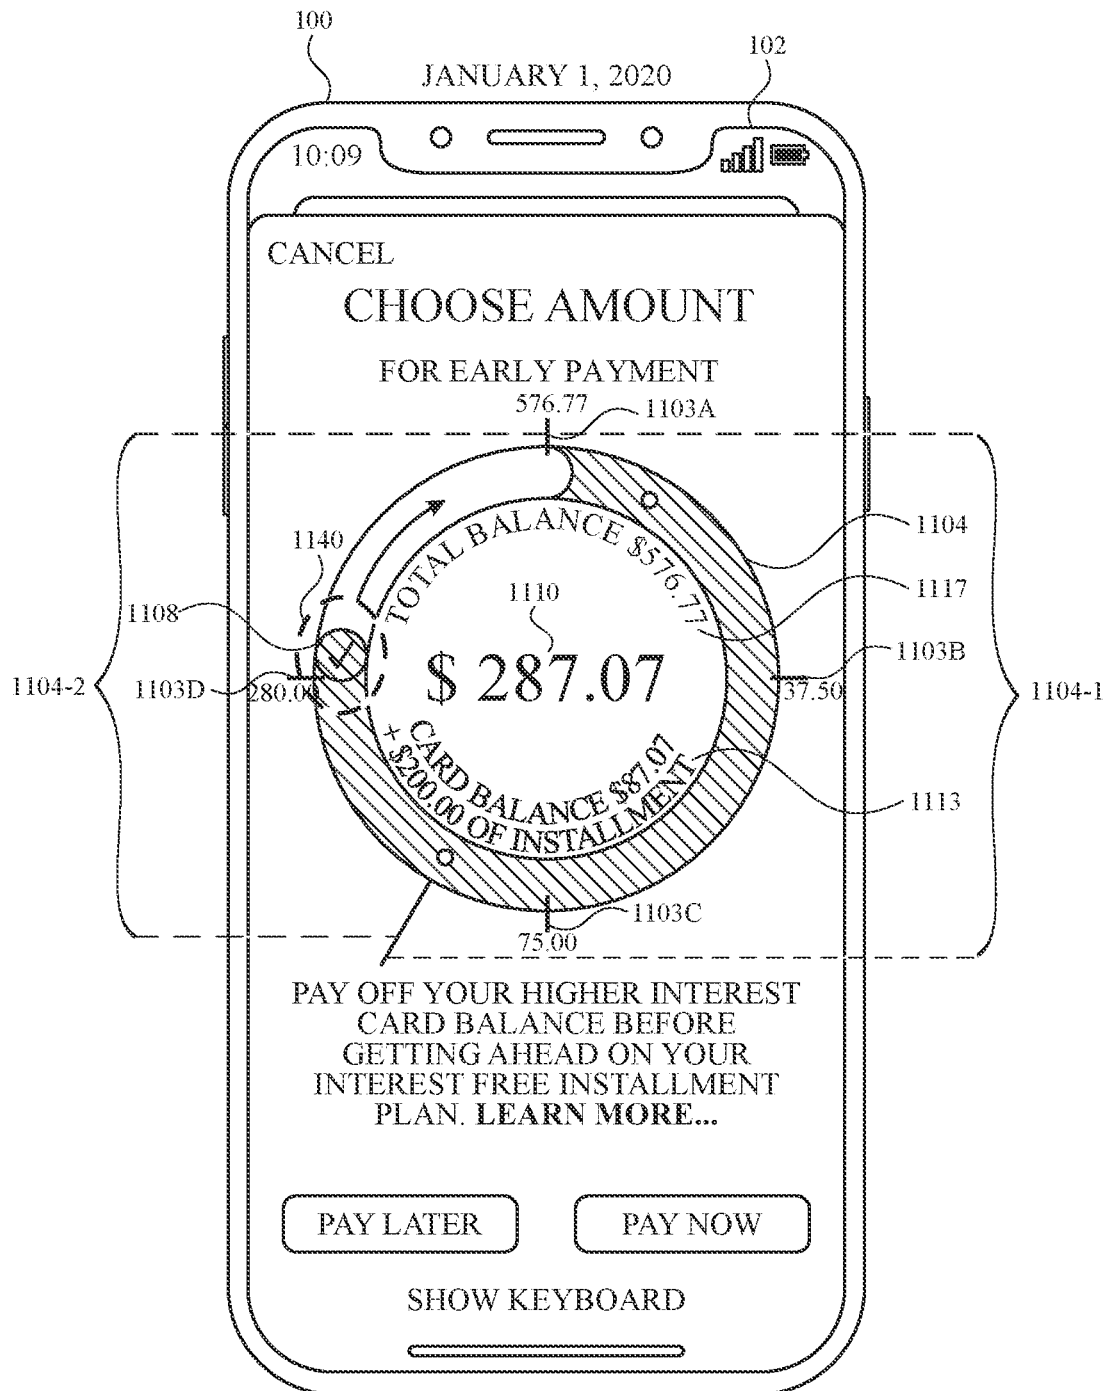 100
102
JANUARY 1, 2020
10:09
CANCEL
CHOOSE AMOUNT
FOR EARLY PAYMENT
576.77
1103A
1104
1140
TOTAL BALANCE $576.77
1117
1108
1110
$ 287.07
1103B
1104-2
1103D
280.00
37.50
1104-1
CARD BALANCE $87.07
+ $200.00 OF INSTALLMENT
1113
1103C
75.00
PAY OFF YOUR HIGHER INTEREST
CARD BALANCE BEFORE
GETTING AHEAD ON YOUR
INTEREST FREE INSTALLMENT
PLAN. LEARN MORE...
PAY LATER
PAY NOW
SHOW KEYBOARD